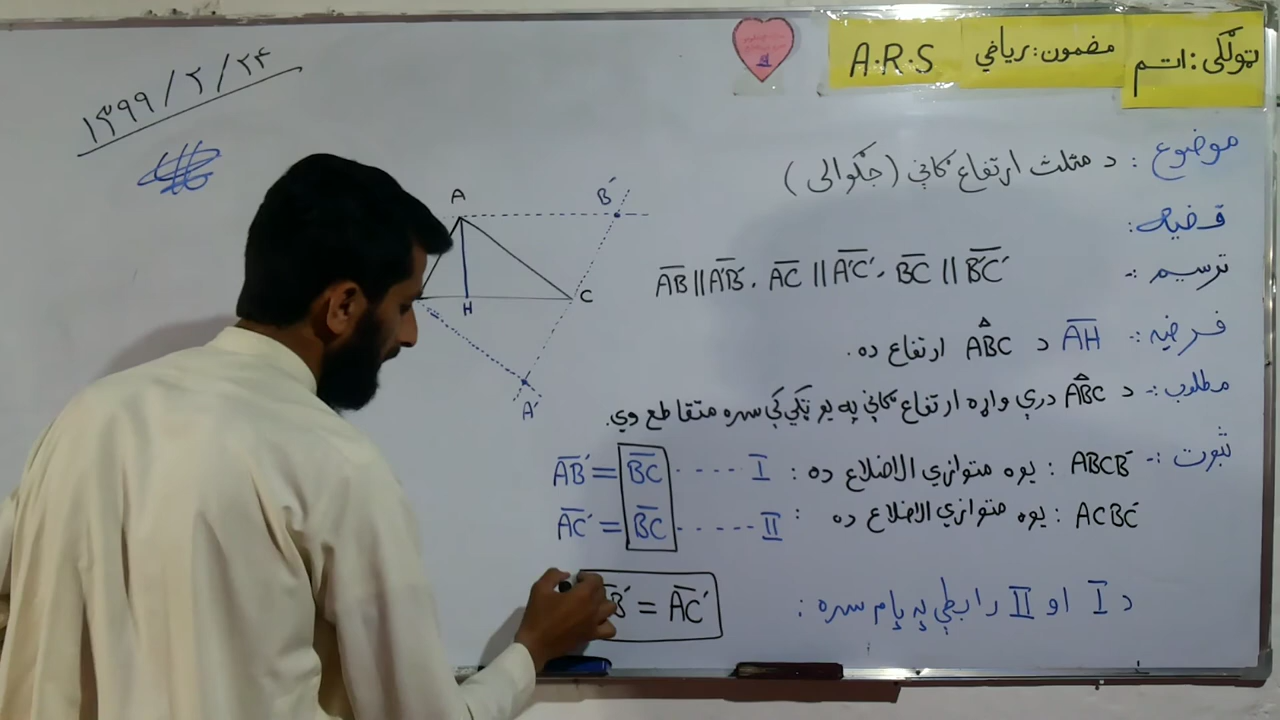 ټولګی: اتم
مضمون: ریاضي
A.R.S
۱۳۹۹/۲/۲۴
موضوع: د مثلث ارتفاع ګاني (جګوالی)
قضیه:
ترسیم :- AB || A'B' , AC || A'C' , BC || B'C'
فرضیه :- AH د ABC ارتفاع ده.
مطلوب :- د ABC درې واړه ارتفاع ګاني په یو ټکي کې سره متقاطع وي.
ثبوت :- ABCB' : یوه متوازي الاضلاع ده : I ---- AB' = BC
ACBC' : یوه متوازي الاضلاع ده : II ------ AC' = BC
د I او II رابطې په پام سره :
B' = AC'
A
B'
H
C
A'